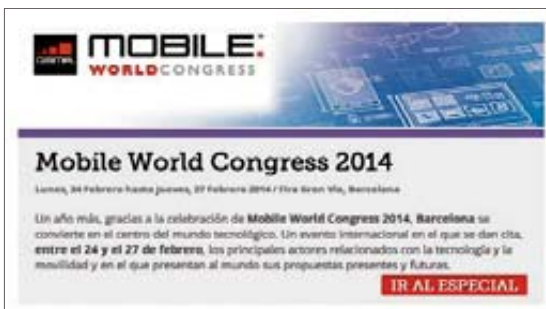 GSMA
MOBILE
WORLDCONGRESS
Mobile World Congress 2014
Lunes, 24 Febrero hasta jueves, 27 Febrero 2014 / Fira Gran Via, Barcelona
Un año más, gracias a la celebración de Mobile World Congress 2014, Barcelona se
convierte en el centro del mundo tecnológico. Un evento internacional en el que se dan cita,
entre el 24 y el 27 de febrero, los principales actores relacionados con la tecnología y la
movilidad y en el que presentan al mundo sus propuestas presentes y futuras.
IR AL ESPECIAL